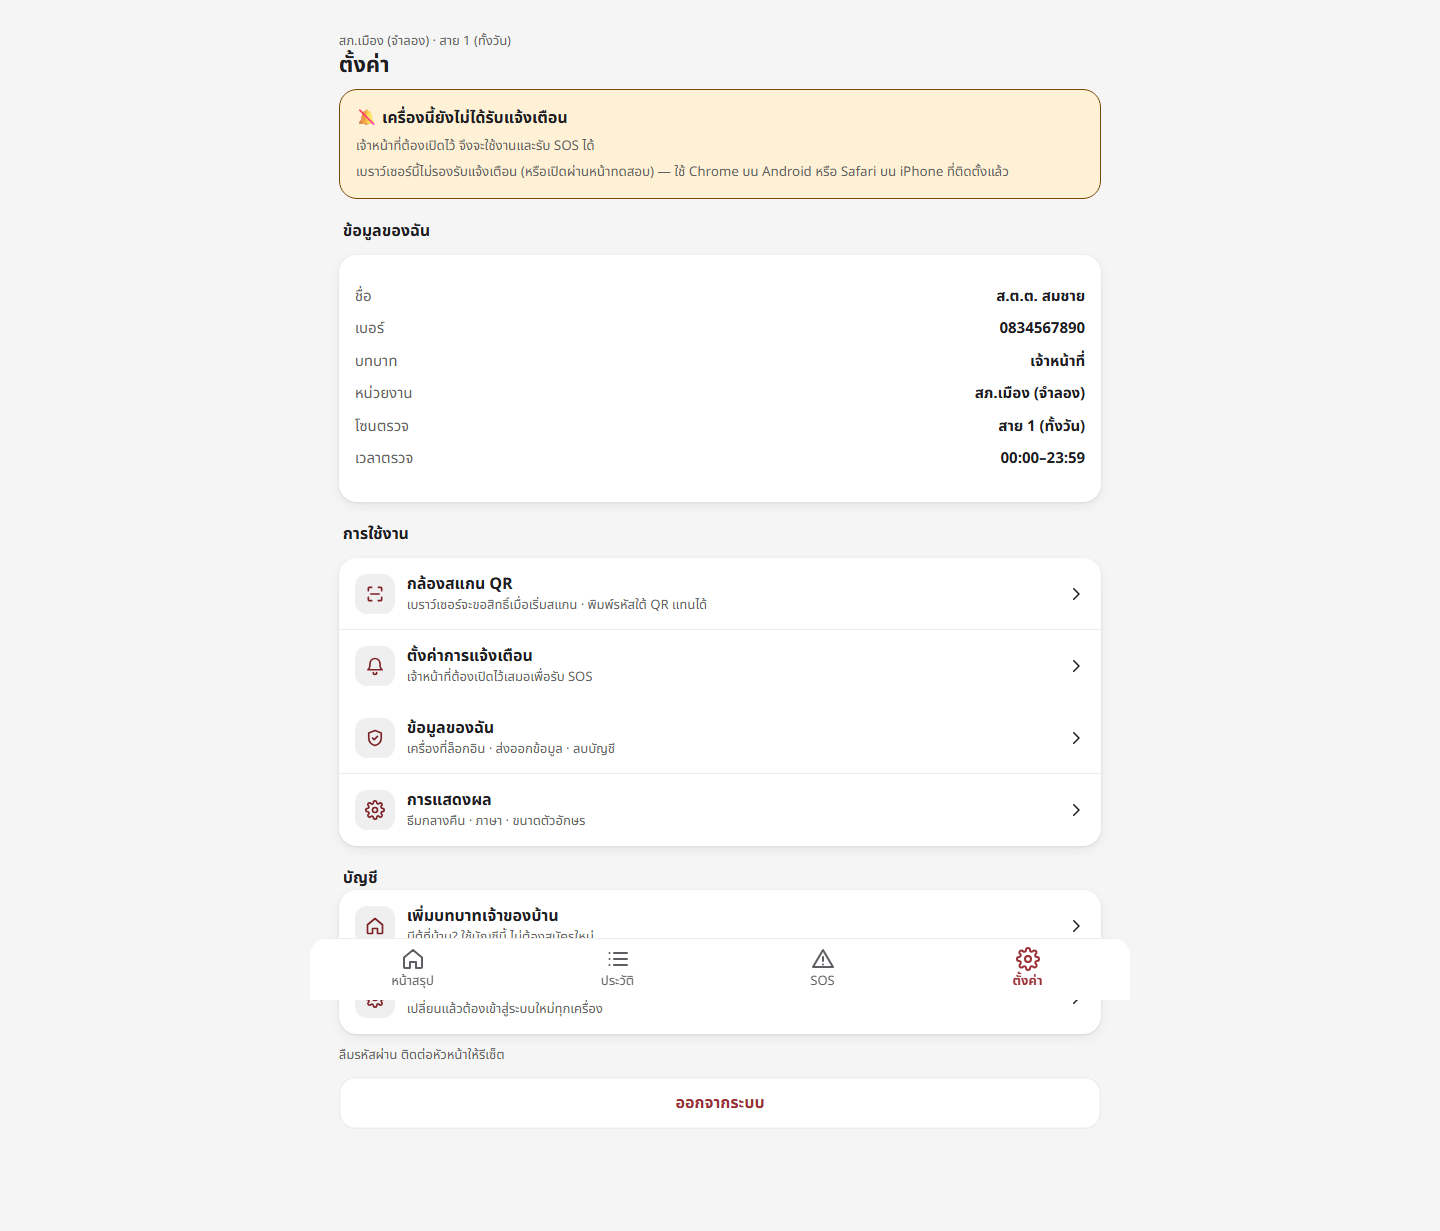 สภ.เมือง (จำลอง) · สาย 1 (ทั้งวัน)
ตั้งค่า
เครื่องนี้ยังไม่ได้รับแจ้งเตือน
เจ้าหน้าที่ต้องเปิดไว้ จึงจะใช้งานและรับ SOS ได้
เบราว์เซอร์นี้ไม่รองรับแจ้งเตือน (หรือเปิดผ่านหน้าทดสอบ) — ใช้ Chrome บน Android หรือ Safari บน iPhone ที่ติดตั้งแล้ว
ข้อมูลของฉัน
ชื่อ ส.ต.ต. สมชาย
เบอร์ 0834567890
บทบาท เจ้าหน้าที่
หน่วยงาน สภ.เมือง (จำลอง)
โซนตรวจ สาย 1 (ทั้งวัน)
เวลาตรวจ 00:00–23:59
การใช้งาน
กล้องสแกน QR
เบราว์เซอร์จะขอสิทธิ์เมื่อเริ่มสแกน · พิมพ์รหัสใต้ QR แทนได้
ตั้งค่าการแจ้งเตือน
เจ้าหน้าที่ต้องเปิดไว้เสมอเพื่อรับ SOS
ข้อมูลของฉัน
เครื่องที่ล็อกอิน · ส่งออกข้อมูล · ลบบัญชี
การแสดงผล
ธีมกลางคืน · ภาษา · ขนาดตัวอักษร
บัญชี
เพิ่มบทบาทเจ้าของบ้าน
มีตู้ที่บ้าน? ใช้บัญชีนี้ ไม่ต้องสมัครใหม่
หน้าสรุป ประวัติ SOS ตั้งค่า
เปลี่ยนแล้วต้องเข้าสู่ระบบใหม่ทุกเครื่อง
ลืมรหัสผ่าน ติดต่อหัวหน้าให้รีเซ็ต
ออกจากระบบ